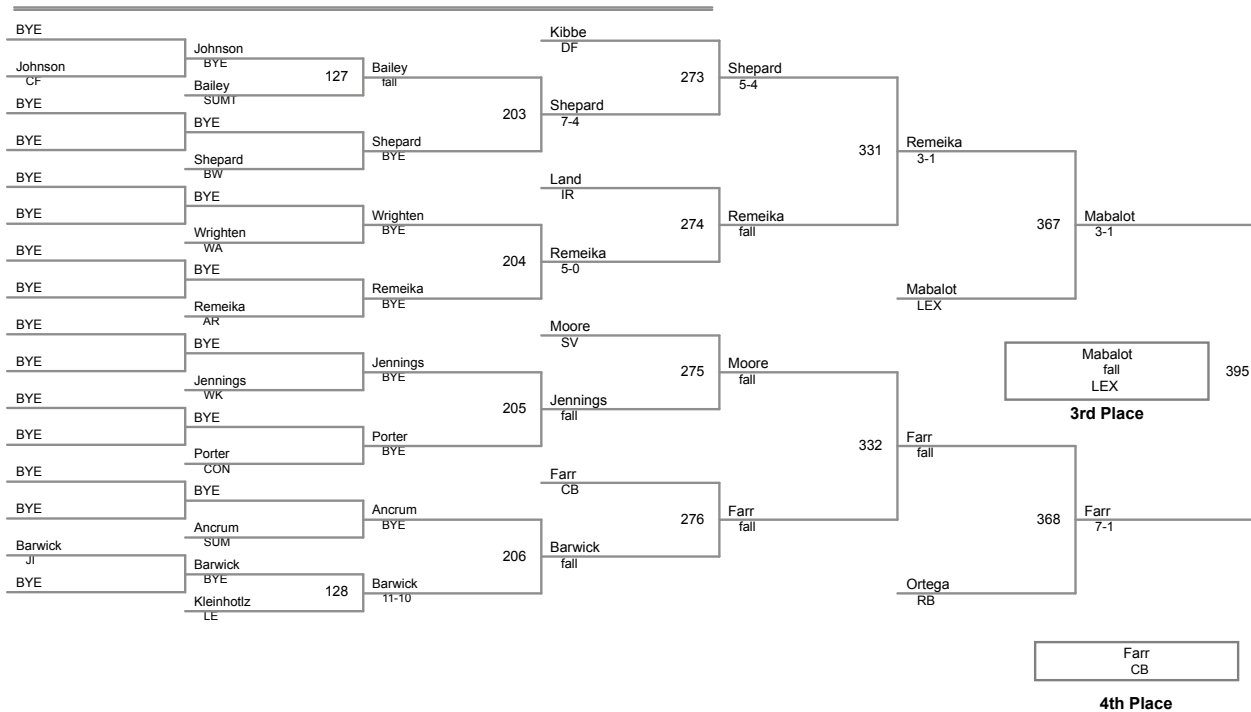 BYE
Johnson
CF
BYE
BYE
BYE
BYE
BYE
BYE
BYE
BYE
BYE
BYE
BYE
BYE
Barwick
JI
BYE
Johnson
BYE
Bailey
SUMT
BYE
Shepard
BW
BYE
Wrighten
WA
BYE
Remeika
AR
BYE
Jennings
WK
BYE
Porter
CON
BYE
Ancrum
SUM
Barwick
BYE
Kleinhotlz
LE
127
128
Bailey
fall
Shepard
BYE
Wrighten
BYE
Remeika
BYE
Jennings
BYE
Porter
BYE
Ancrum
BYE
Barwick
11-10
203
204
205
206
Kibbe
DF
Shepard
7-4
Land
IR
Remeika
5-0
Moore
SV
Jennings
fall
Farr
CB
Barwick
fall
273
274
275
276
Shepard
5-4
Remeika
fall
Moore
fall
Farr
fall
331
332
Remeika
3-1
Mabalot
LEX
Farr
fall
Ortega
RB
367
368
Mabalot
3-1
Farr
7-1
Mabalot
fall
LEX
395
3rd Place
Farr
CB
4th Place